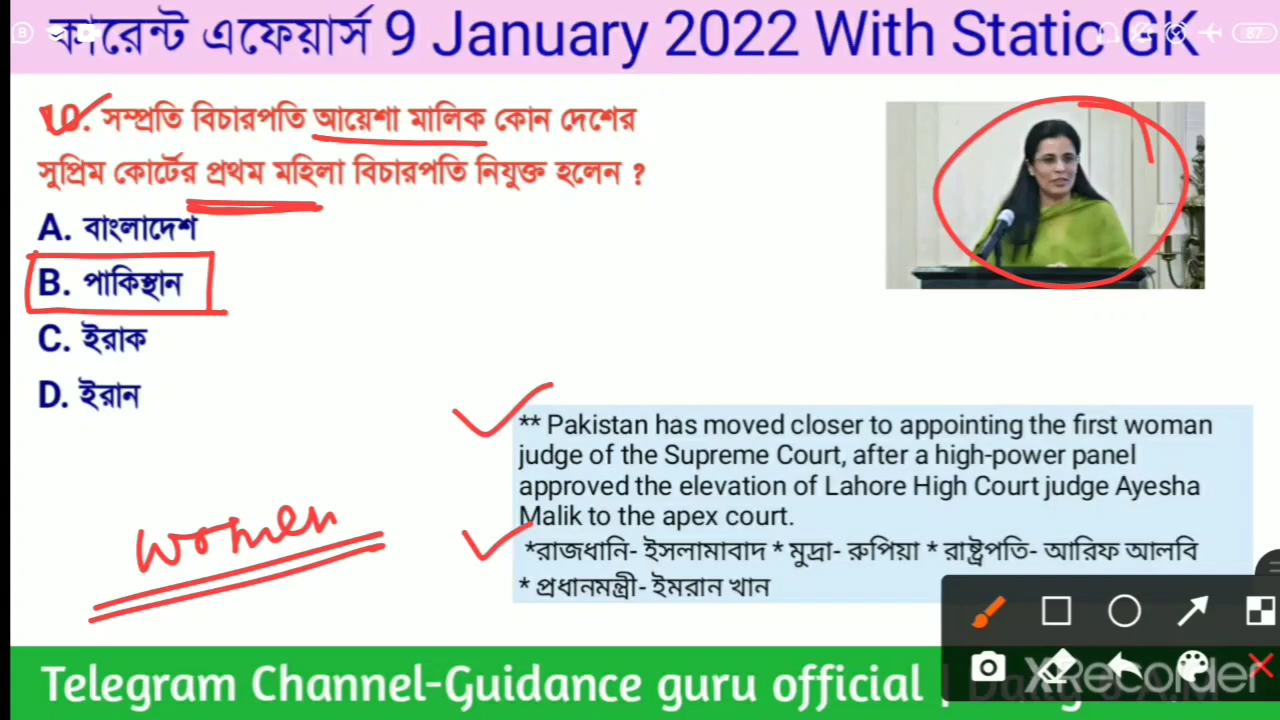 কারেন্ট এফেয়ার্স 9 January 2022 With Static GK
87
10. সম্প্রতি বিচারপতি আয়েশা মালিক কোন দেশের
সুপ্রিম কোর্টের প্রথম মহিলা বিচারপতি নিযুক্ত হলেন ?
A. বাংলাদেশ
B. পাকিস্থান
C. ইরাক
D. ইরান
** Pakistan has moved closer to appointing the first woman
judge of the Supreme Court, after a high-power panel
approved the elevation of Lahore High Court judge Ayesha
Malik to the apex court.
*রাজধানি- ইসলামাবাদ * মুদ্রা- রুপিয়া * রাষ্ট্রপতি- আরিফ আলবি
* প্রধানমন্ত্রী- ইমরান খান
women
Telegram Channel-Guidance guru official |
XRecorder